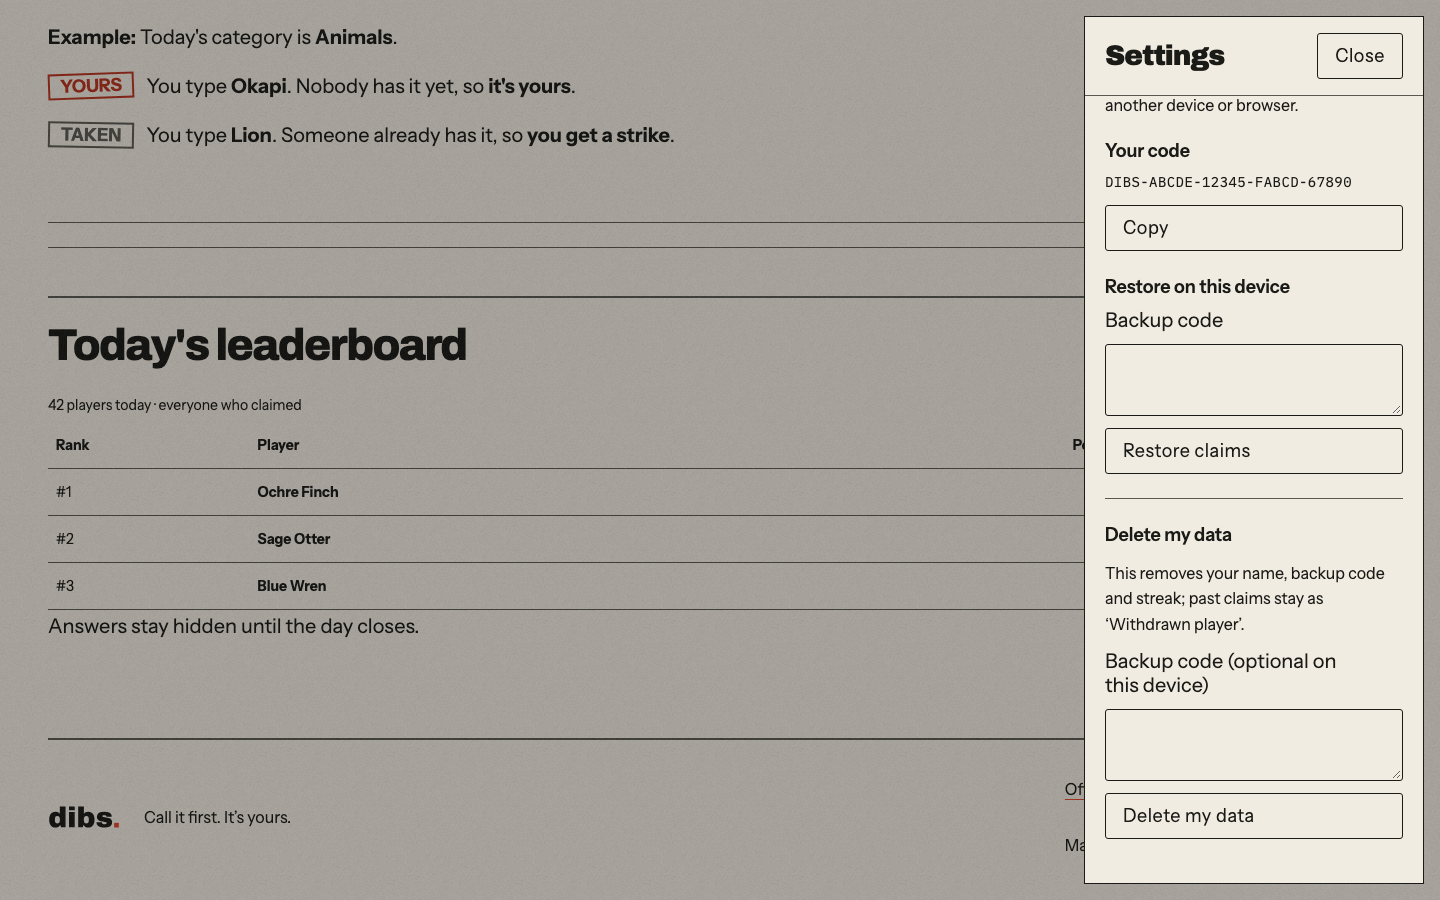 Example: Today's category is Animals.
YOURS You type Okapi. Nobody has it yet, so it's yours.
TAKEN You type Lion. Someone already has it, so you get a strike.
Today's leaderboard
42 players today · everyone who claimed
Rank Player
#1 Ochre Finch
#2 Sage Otter
#3 Blue Wren
Answers stay hidden until the day closes.
dibs. Call it first. It’s yours.
Settings
Close
another device or browser.
Your code
DIBS-ABCDE-12345-FABCD-67890
Copy
Restore on this device
Backup code
Restore claims
Delete my data
This removes your name, backup code
and streak; past claims stay as
‘Withdrawn player’.
Backup code (optional on
this device)
Delete my data